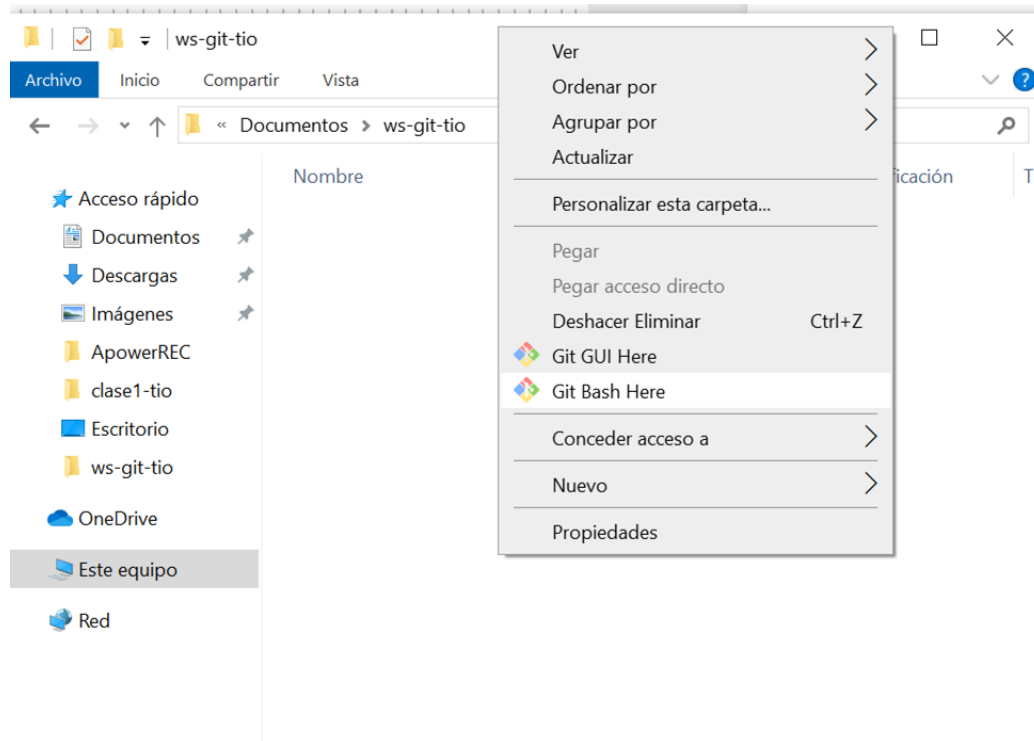 ws-git-tio
Archivo Inicio Compartir Vista
« Documentos > ws-git-tio
Nombre
Acceso rápido
Documentos
Descargas
Imágenes
ApowerREC
clase1-tio
Escritorio
ws-git-tio
OneDrive
Este equipo
Red
Ver
Ordenar por
Agrupar por
Actualizar
Personalizar esta carpeta...
Pegar
Pegar acceso directo
Deshacer Eliminar Ctrl+Z
Git GUI Here
Git Bash Here
Conceder acceso a
Nuevo
Propiedades
?
icación T